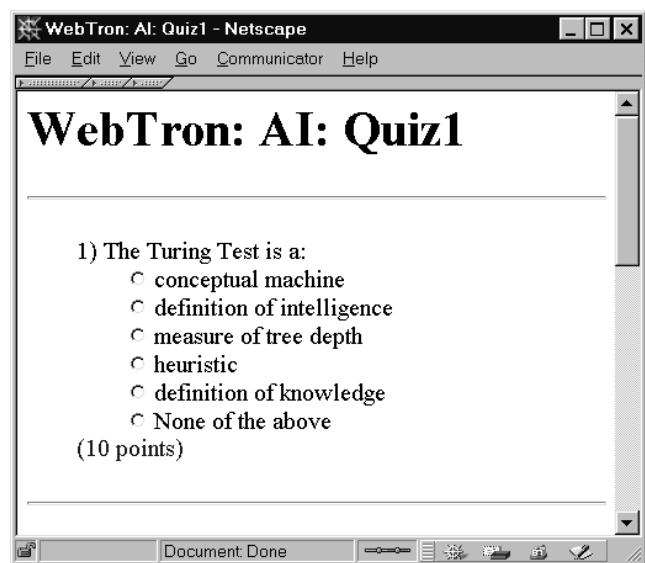 WebTron: AI: Quiz1 - Netscape
File Edit View Go Communicator Help
WebTron: AI: Quiz1
1) The Turing Test is a:
conceptual machine
definition of intelligence
measure of tree depth
heuristic
definition of knowledge
None of the above
(10 points)
Document: Done